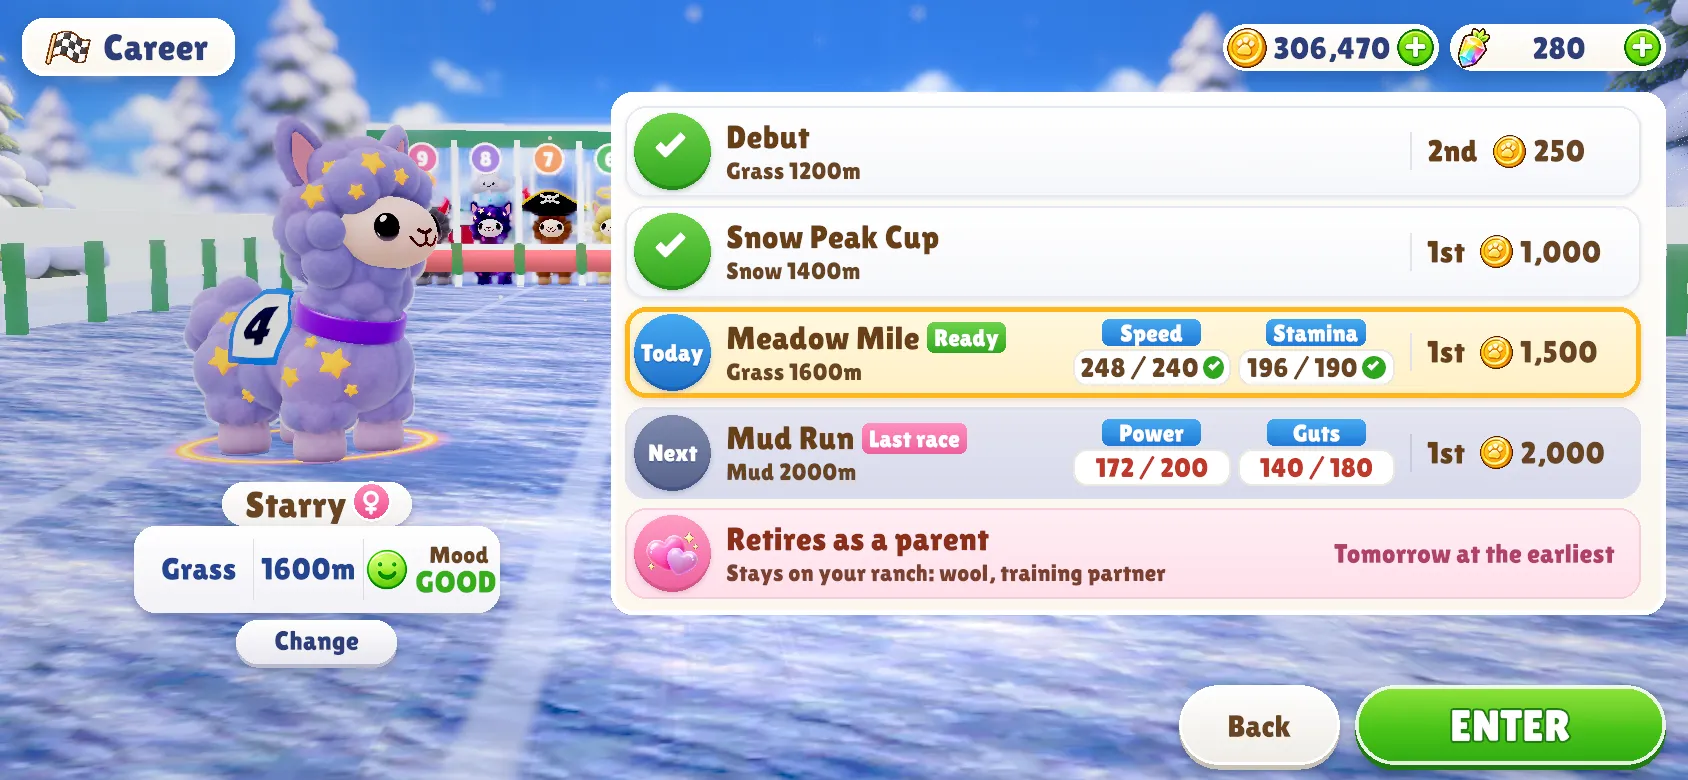 Career
306,470
280
9
8
7
4
Debut
Grass 1200m
2nd
250
Snow Peak Cup
Snow 1400m
1st
1,000
Today
Meadow Mile
Ready
Grass 1600m
Speed
248 / 240
Stamina
196 / 190
1st
1,500
Next
Mud Run
Last race
Mud 2000m
Power
172 / 200
Guts
140 / 180
1st
2,000
Retires as a parent
Stays on your ranch: wool, training partner
Tomorrow at the earliest
Starry
Grass
1600m
Mood
GOOD
Change
Back
ENTER